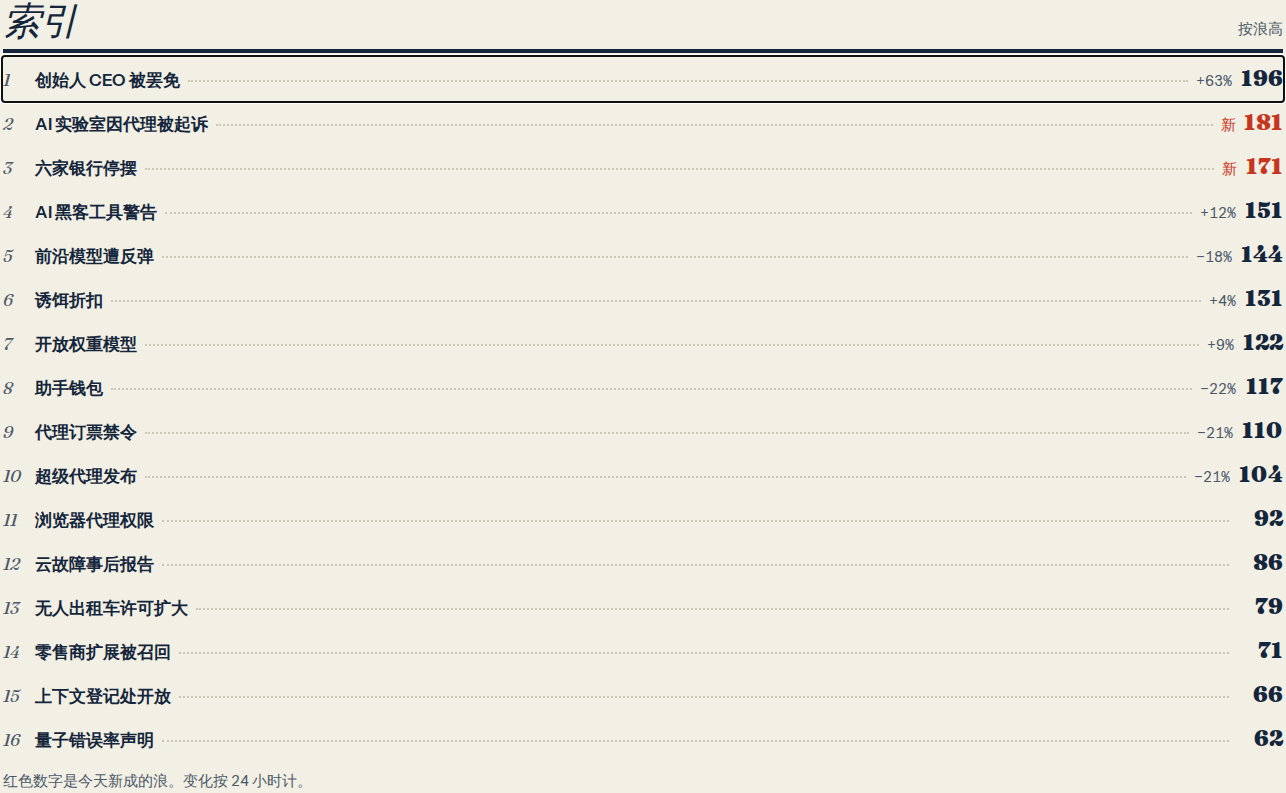 索引
按浪高
1 创始人 CEO 被罢免 +63% 196
2 AI 实验室因代理被起诉 新 181
3 六家银行停摆 新 171
4 AI 黑客工具警告 +12% 151
5 前沿模型遭反弹 −18% 144
6 诱饵折扣 +4% 131
7 开放权重模型 +9% 122
8 助手钱包 −22% 117
9 代理订票禁令 −21% 110
10 超级代理发布 −21% 104
11 浏览器代理权限 92
12 云故障事后报告 86
13 无人出租车许可扩大 79
14 零售商扩展被召回 71
15 上下文登记处开放 66
16 量子错误率声明 62
红色数字是今天新成的浪。变化按 24 小时计。